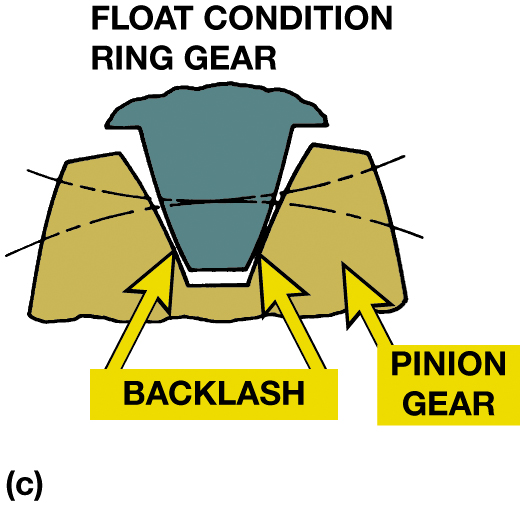 FLOAT CONDITION
RING GEAR
BACKLASH
PINION
GEAR
(c)